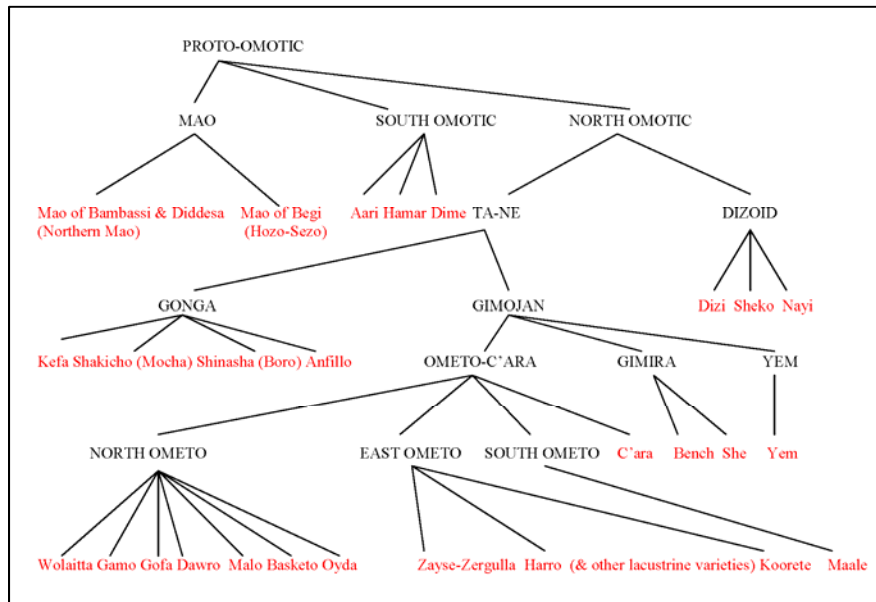 PROTO-OMOTIC
MAO SOUTH OMOTIC NORTH OMOTIC
Mao of Bambassi & Diddesa Mao of Begi Aari Hamar Dime TA-NE DIZOID
(Northern Mao) (Hozo-Sezo)
GONGA GIMOJAN Dizi Sheko Nayi
Kefa Shakicho (Mocha) Shinasha (Boro) Anfillo OMETO-C'ARA GIMIRA YEM
NORTH OMETO EAST OMETO SOUTH OMETO C'ara Bench She Yem
Wolaitta Gamo Gofa Dawro Malo Basketo Oyda Zayse-Zergulla Harro (& other lacustrine varieties) Koorete Maale